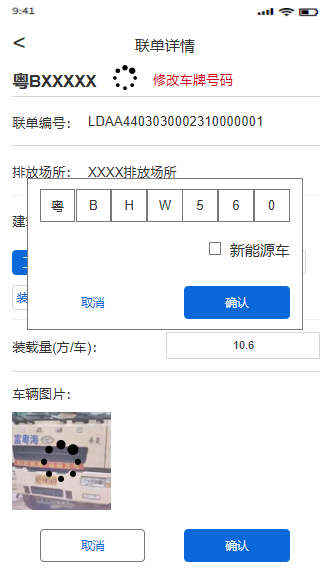 9:41
<
联单详情
粤BXXXXX
修改车牌号码
联单编号: LDAA4403030002310000001
排放场所: XXXX排放场所
建
粤 B H W 5 6 0
新能源车
取消 确认
装
装载量(方/车): 10.6
车辆图片:
富粤海
取消 确认